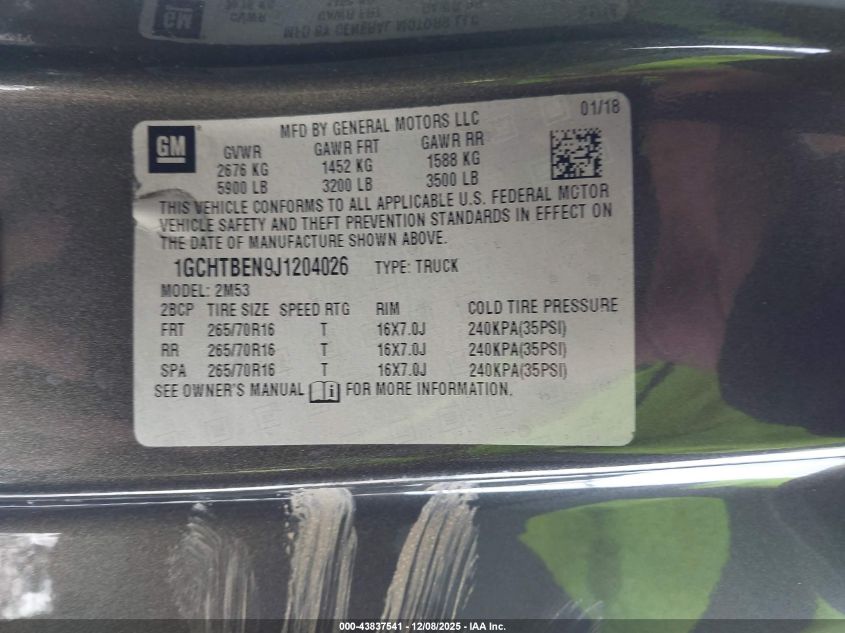 GM
MFD BY GENERAL MOTORS LLC
01/18
GVWR GAWR FRT GAWR RR
2676 KG 1452 KG 1588 KG
5900 LB 3200 LB 3500 LB
THIS VEHICLE CONFORMS TO ALL APPLICABLE U.S. FEDERAL MOTOR
VEHICLE SAFETY AND THEFT PREVENTION STANDARDS IN EFFECT ON
THE DATE OF MANUFACTURE SHOWN ABOVE.
1GCHTBEN9J1204026 TYPE: TRUCK
MODEL: 2M53
2BCP TIRE SIZE SPEED RTG RIM COLD TIRE PRESSURE
FRT 265/70R16 T 16X7.0J 240KPA(35PSI)
RR 265/70R16 T 16X7.0J 240KPA(35PSI)
SPA 265/70R16 T 16X7.0J 240KPA(35PSI)
SEE OWNER'S MANUAL FOR MORE INFORMATION.
000-43837541 - 12/08/2025 - IAA Inc.